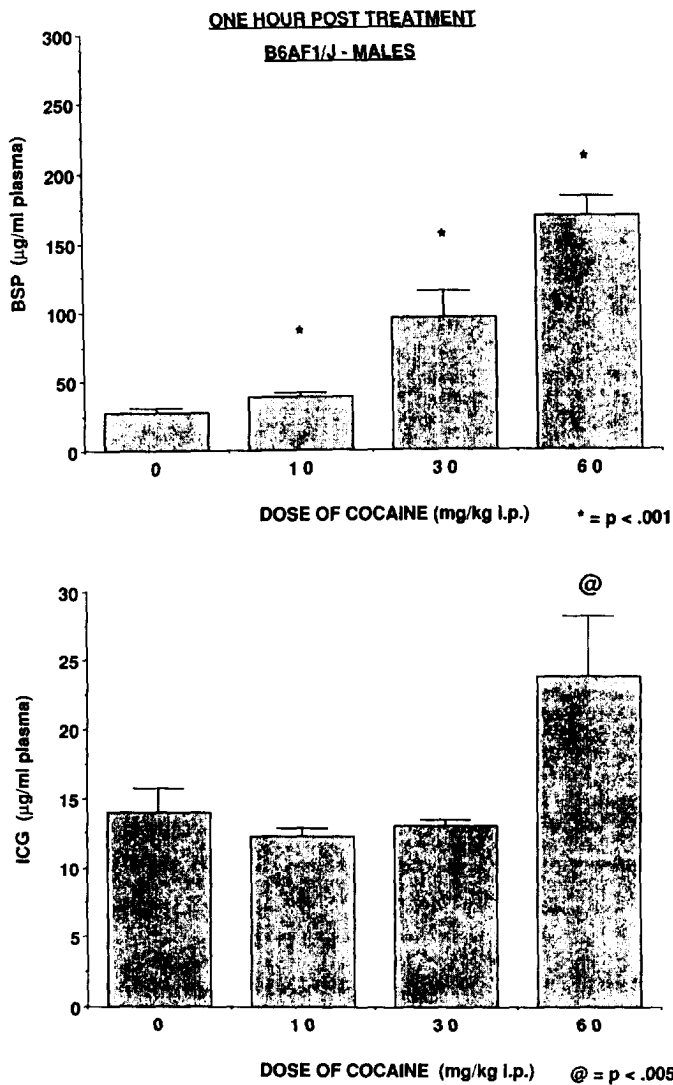 ONE HOUR POST TREATMENT
B6AF1/J - MALES
300
250
200
150
100
50
0
BSP (µg/ml plasma)
*
*
*
0 10 30 60
DOSE OF COCAINE (mg/kg i.p.) * = p < .001
30
25
20
15
10
5
0
ICG (µg/ml plasma)
@
0 10 30 60
DOSE OF COCAINE (mg/kg i.p.) @ = p < .005